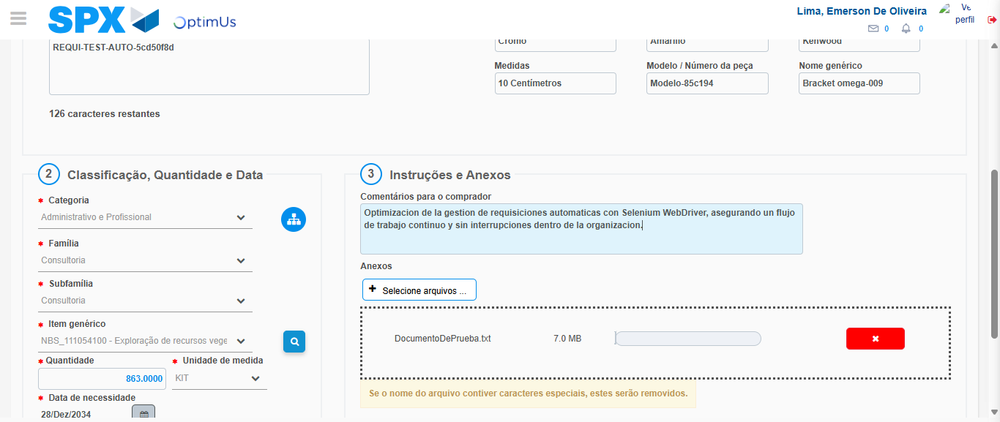 SPX
OptimUs
Lima, Emerson De Oliveira
0
0
Ve
perfil
REQUI-TEST-AUTO-5cd50f8d
126 caracteres restantes
Cromo
Amarillo
Kenwood
Medidas
Modelo / Número da peça
Nome genérico
10 Centímetros
Modelo-85c194
Bracket omega-009
2
Classificação, Quantidade e Data
* Categoria
Administrativo e Profissional
* Família
Consultoria
* Subfamília
Consultoria
* Item genérico
NBS_111054100 - Exploração de recursos vege
* Quantidade
* Unidade de medida
863.0000
KIT
* Data de necessidade
28/Dez/2034
3
Instruções e Anexos
Comentários para o comprador
Optimizacion de la gestion de requisiciones automaticas con Selenium WebDriver, asegurando un flujo
de trabajo continuo y sin interrupciones dentro de la organizacion.
Anexos
+ Selecione arquivos ...
DocumentoDePrueba.txt
7.0 MB
Se o nome do arquivo contiver caracteres especiais, estes serão removidos.